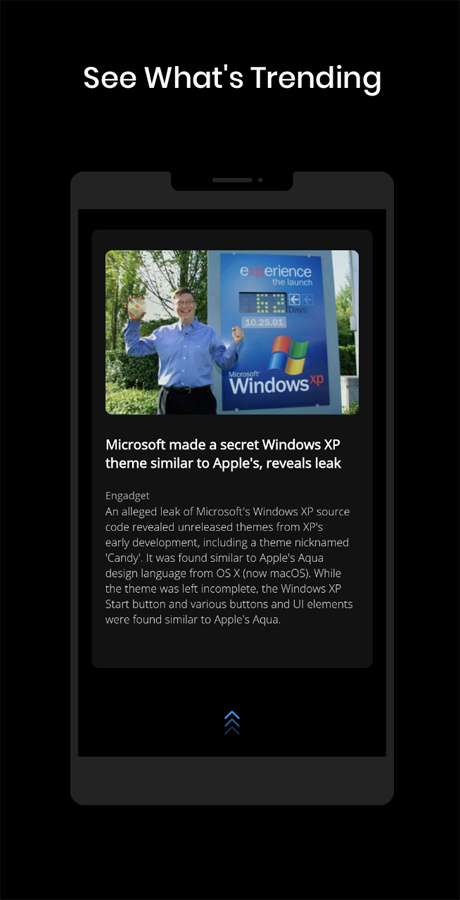 See What's Trending
experience
the launch
62
Days
10.25.01
Microsoft
Windows xp
Microsoft made a secret Windows XP
theme similar to Apple's, reveals leak
Engadget
An alleged leak of Microsoft's Windows XP source
code revealed unreleased themes from XP's
early development, including a theme nicknamed
'Candy'. It was found similar to Apple's Aqua
design language from OS X (now macOS). While
the theme was left incomplete, the Windows XP
Start button and various buttons and UI elements
were found similar to Apple's Aqua.